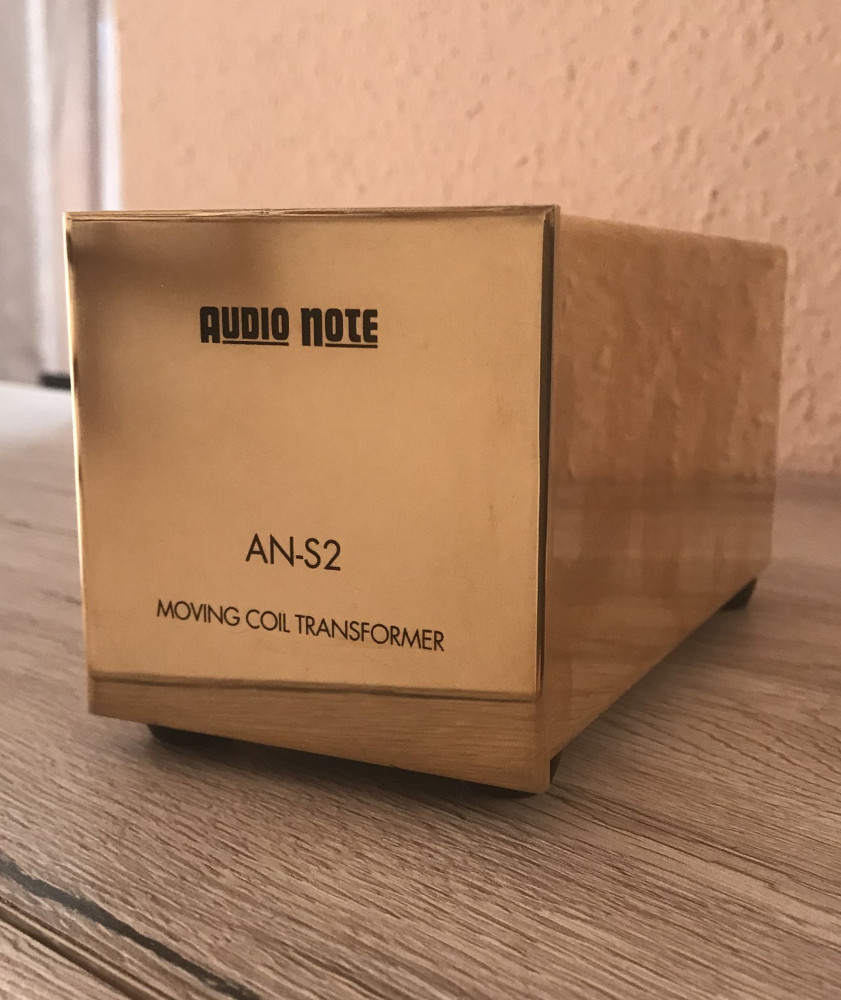 AUDIO NOTE
AN-S2
MOVING COIL TRANSFORMER